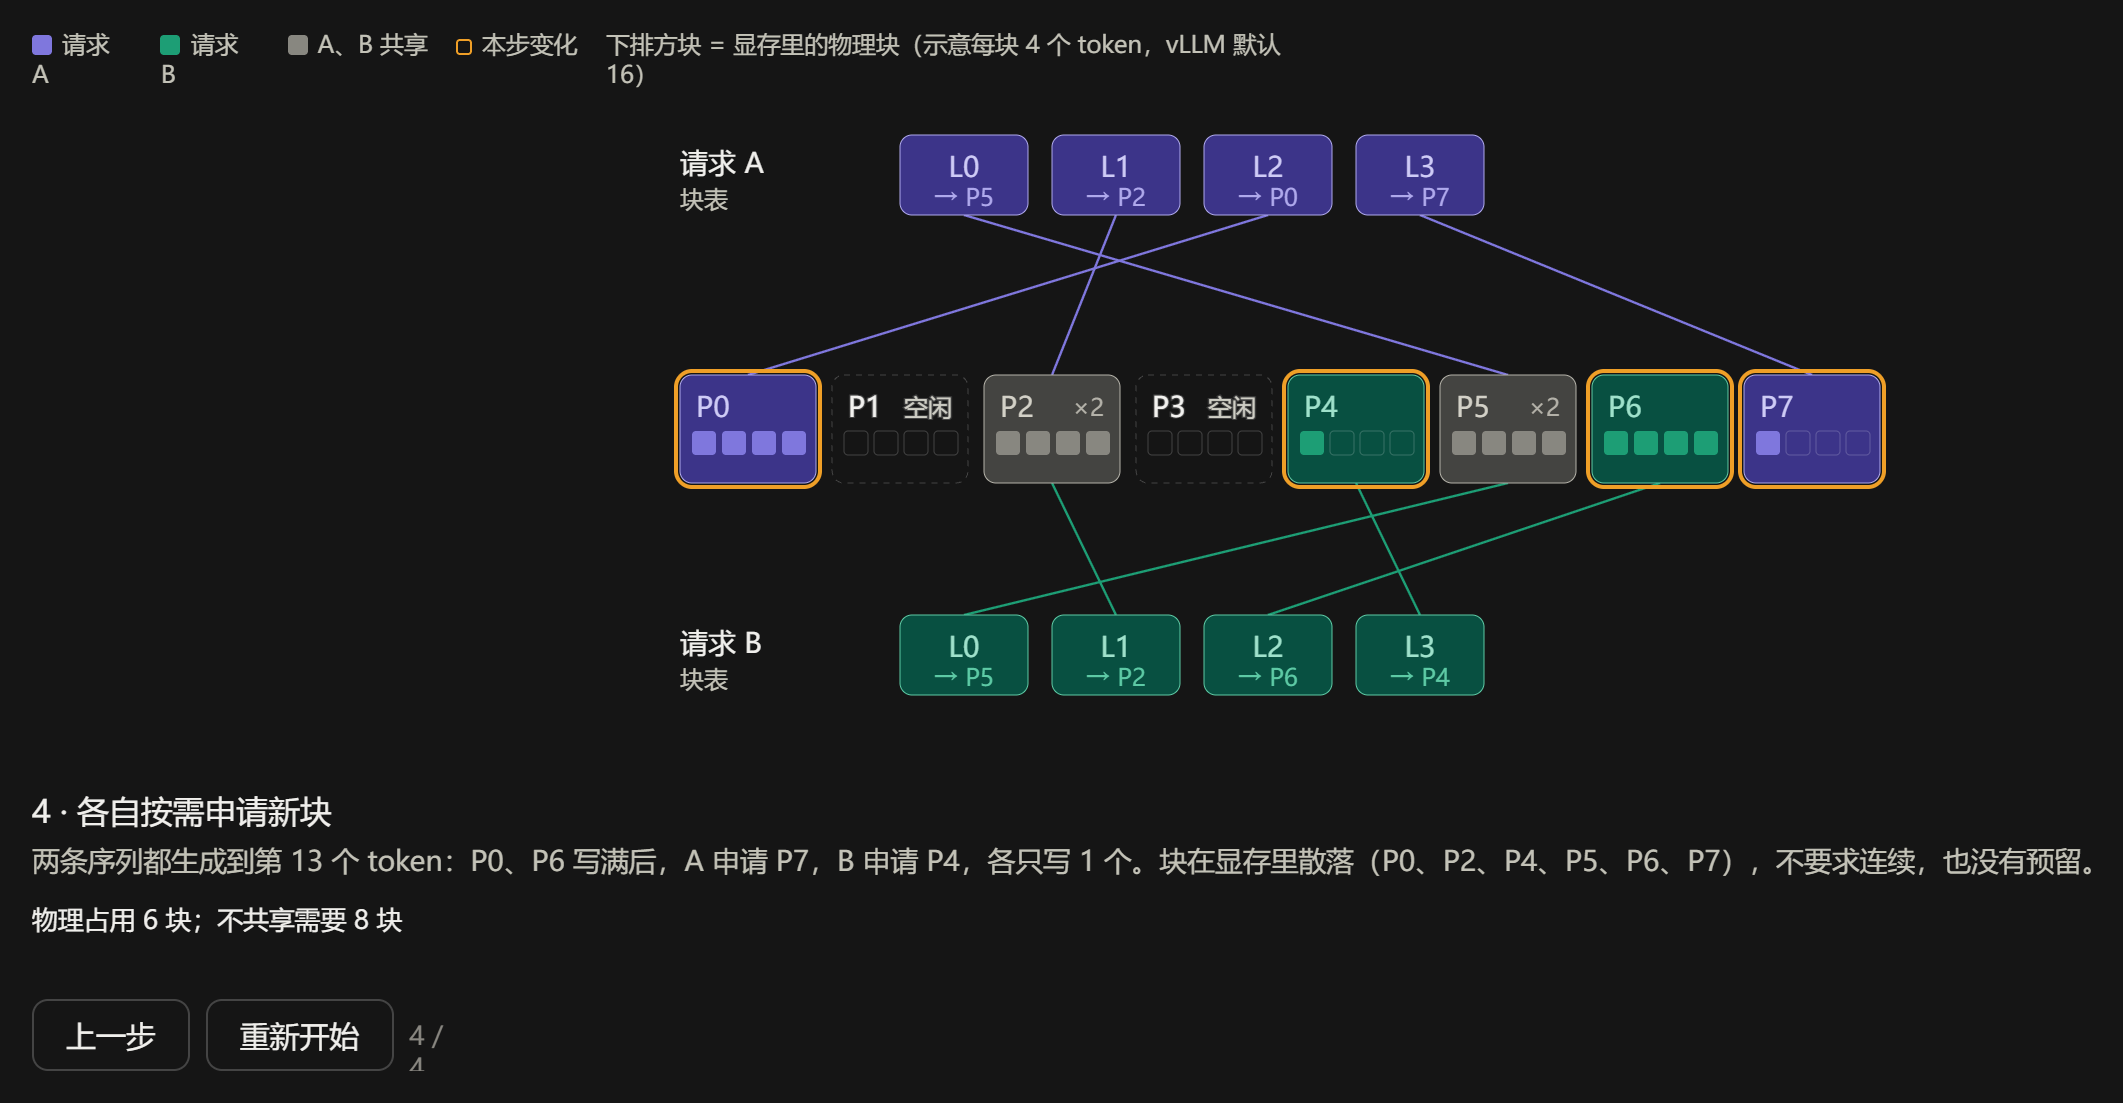 请求
A
请求
B
A、B 共享
本步变化
下排方块 = 显存里的物理块（示意每块 4 个 token，vLLM 默认
16）
请求 A
块表
L0
→ P5
L1
→ P2
L2
→ P0
L3
→ P7
P0
P1 空闲
P2 ×2
P3 空闲
P4
P5 ×2
P6
P7
请求 B
块表
L0
→ P5
L1
→ P2
L2
→ P6
L3
→ P4
4 · 各自按需申请新块
两条序列都生成到第 13 个 token：P0、P6 写满后，A 申请 P7，B 申请 P4，各只写 1 个。块在显存里散落（P0、P2、P4、P5、P6、P7），不要求连续，也没有预留。
物理占用 6 块；不共享需要 8 块
上一步
重新开始
4 /
4